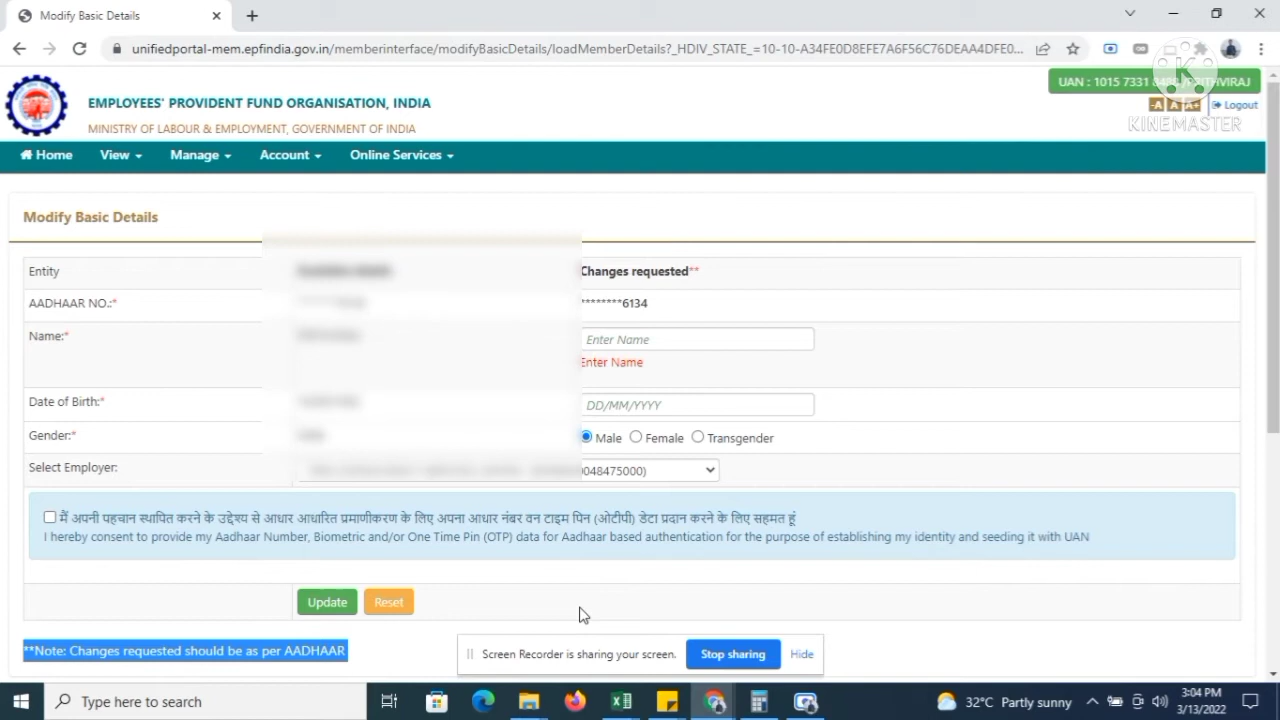 Modify Basic Details
unifiedportal-mem.epfindia.gov.in/memberinterface/modifyBasicDetails/loadMemberDetails?_HDIV_STATE_=10-10-A34FE0D8EFE7A6F56C76DEAA4DFE0...
UAN : 1015 7331
EMPLOYEES' PROVIDENT FUND ORGANISATION, INDIA
-A A A+ Logout
MINISTRY OF LABOUR & EMPLOYMENT, GOVERNMENT OF INDIA
K
KINEMASTER
Home View Manage Account Online Services
Modify Basic Details
Entity Changes requested**
AADHAAR NO.:* ********6134
Name:* Enter Name
Enter Name
Date of Birth:* DD/MM/YYYY
Gender:* Male Female Transgender
Select Employer: 048475000)
मैं अपनी पहचान स्थापित करने के उद्देश्य से आधार आधारित प्रमाणीकरण के लिए अपना आधार नंबर वन टाइम पिन (ओटीपी) डेटा प्रदान करने के लिए सहमत हूं
I hereby consent to provide my Aadhaar Number, Biometric and/or One Time Pin (OTP) data for Aadhaar based authentication for the purpose of establishing my identity and seeding it with UAN
Update Reset
**Note: Changes requested should be as per AADHAAR
Screen Recorder is sharing your screen. Stop sharing Hide
Type here to search
32°C Partly sunny
3:04 PM
3/13/2022